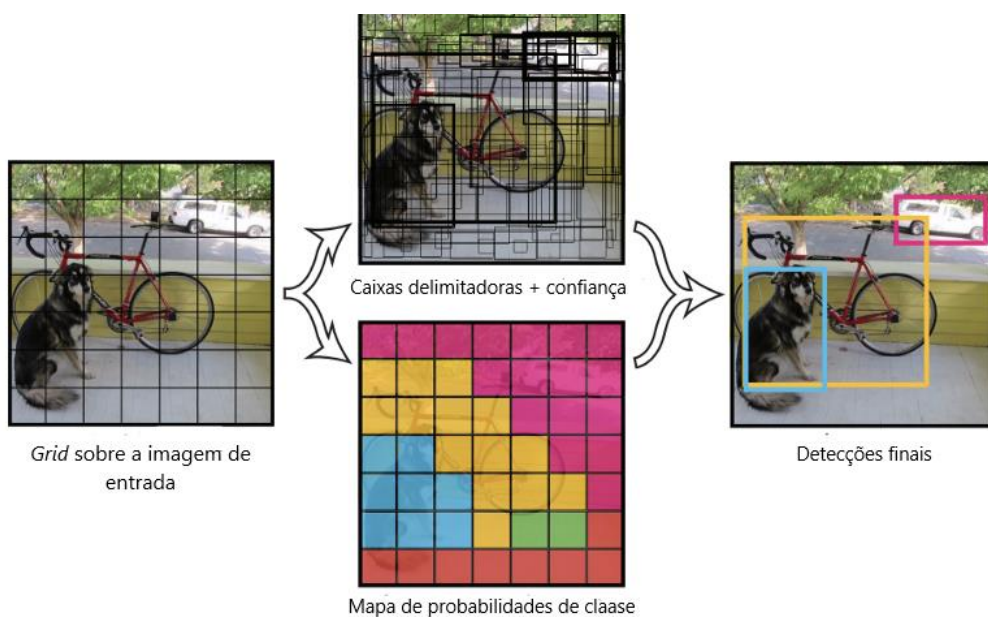 Caixas delimitadoras + confiança
Grid sobre a imagem de
entrada
Detecções finais
Mapa de probabilidades de claase